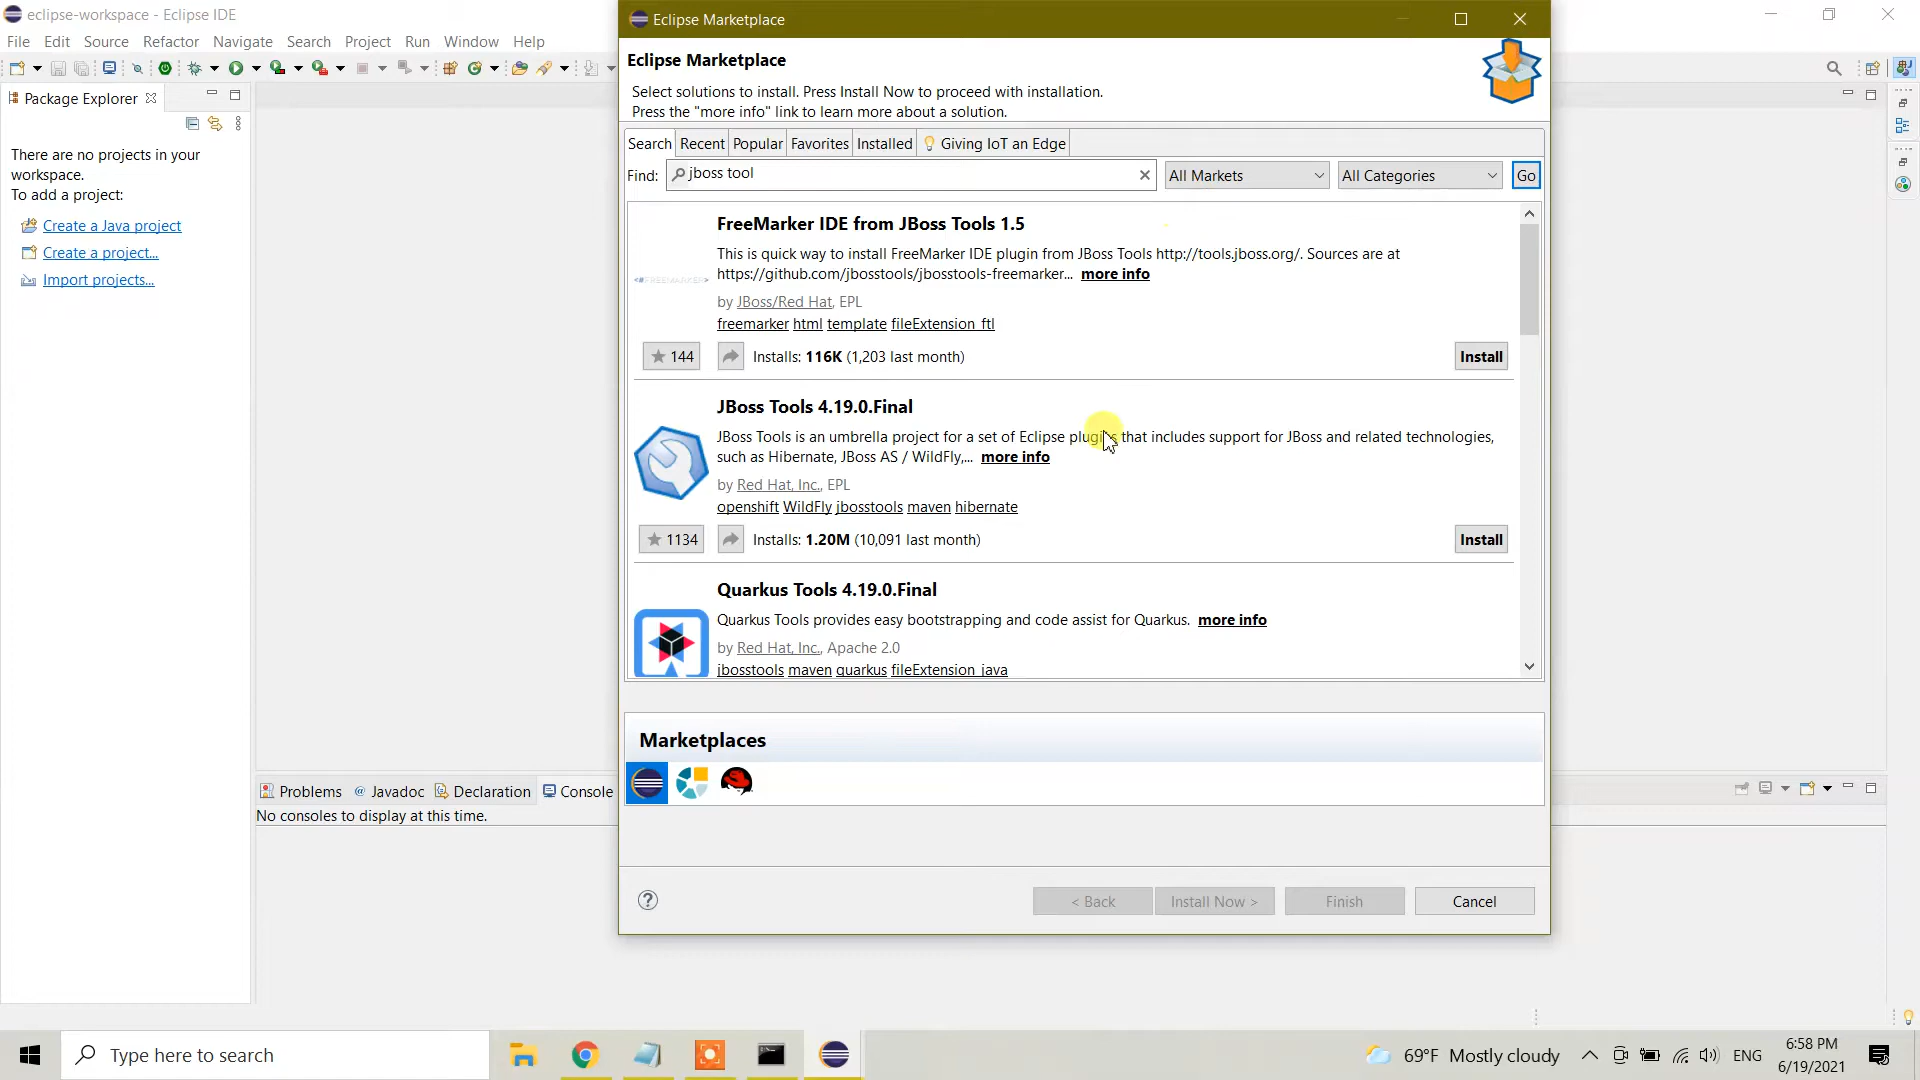 eclipse-workspace - Eclipse IDE
File Edit Source Refactor Navigate Search Project Run Window Help
Package Explorer
There are no projects in your
workspace.
To add a project:
Create a Java project
Create a project...
Import projects...
Eclipse Marketplace
Eclipse Marketplace
Select solutions to install. Press Install Now to proceed with installation.
Press the "more info" link to learn more about a solution.
Search Recent Popular Favorites Installed Giving IoT an Edge
Find: jboss tool All Markets All Categories Go
FreeMarker IDE from JBoss Tools 1.5
This is quick way to install FreeMarker IDE plugin from JBoss Tools http://tools.jboss.org/. Sources are at
https://github.com/jbosstools/jbosstools-freemarker... more info
<#FREEMARKER>
by JBoss/Red Hat, EPL
freemarker html template fileExtension_ftl
144 Installs: 116K (1,203 last month) Install
JBoss Tools 4.19.0.Final
JBoss Tools is an umbrella project for a set of Eclipse plugins that includes support for JBoss and related technologies,
such as Hibernate, JBoss AS / WildFly,... more info
by Red Hat, Inc., EPL
openshift WildFly jbosstools maven hibernate
1134 Installs: 1.20M (10,091 last month) Install
Quarkus Tools 4.19.0.Final
Quarkus Tools provides easy bootstrapping and code assist for Quarkus. more info
by Red Hat, Inc., Apache 2.0
jbosstools maven quarkus fileExtension_java
Marketplaces
Problems Javadoc Declaration Console
No consoles to display at this time.
< Back Install Now > Finish Cancel
Type here to search
69°F Mostly cloudy ENG
6:58 PM
6/19/2021